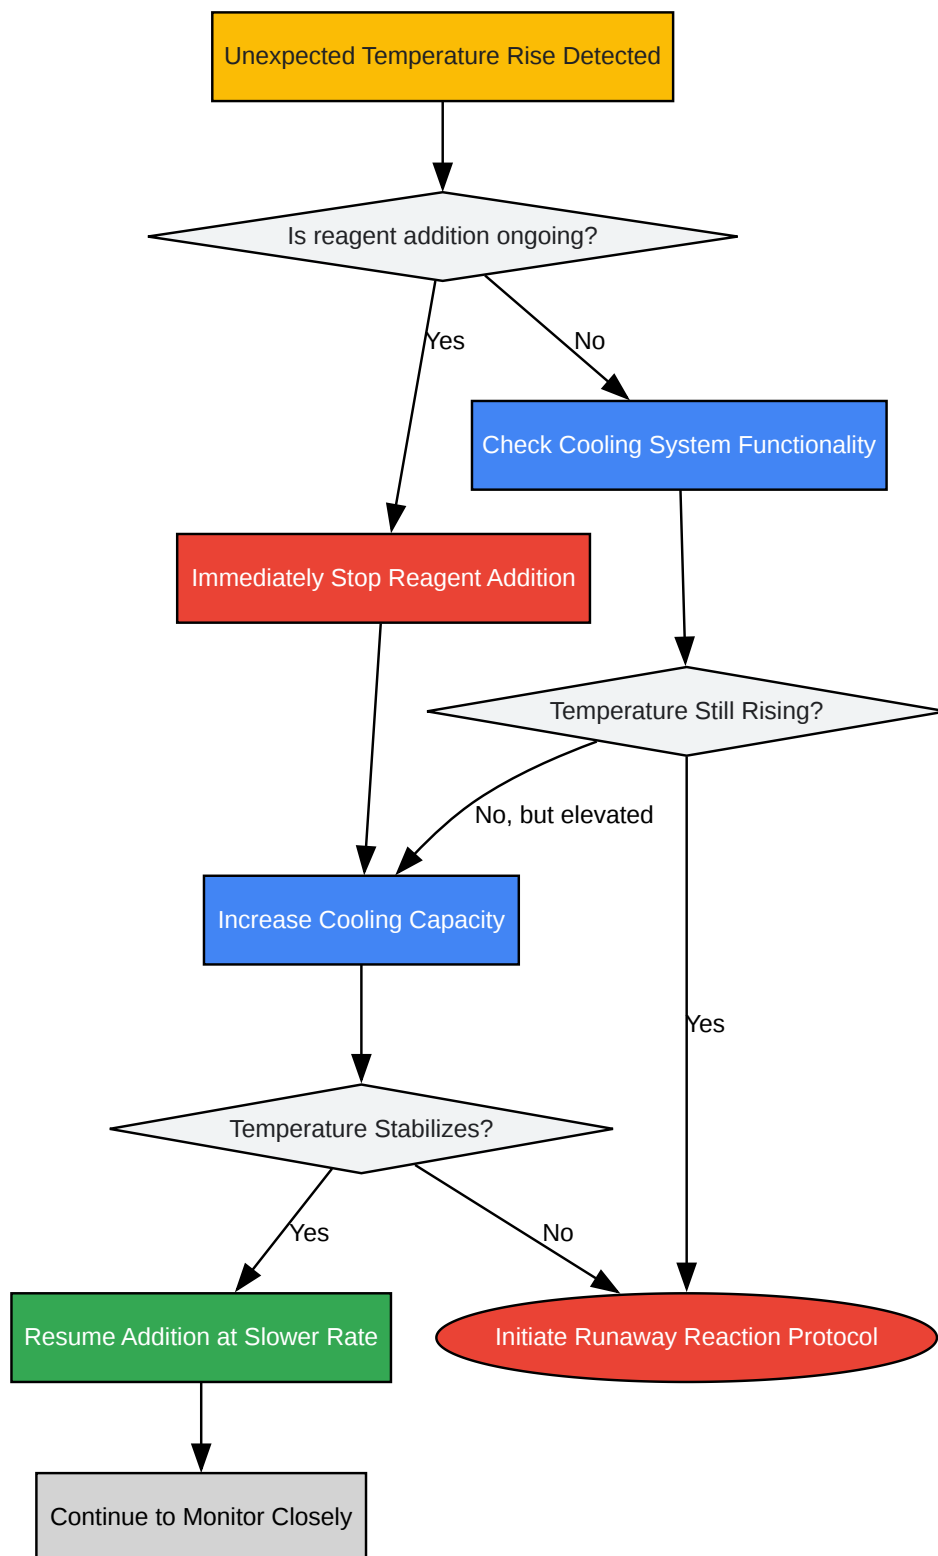 Unexpected Temperature Rise Detected
Is reagent addition ongoing?
Yes
No
Check Cooling System Functionality
Immediately Stop Reagent Addition
Temperature Still Rising?
No, but elevated
Increase Cooling Capacity
Yes
Temperature Stabilizes?
Yes
No
Resume Addition at Slower Rate
Initiate Runaway Reaction Protocol
Continue to Monitor Closely